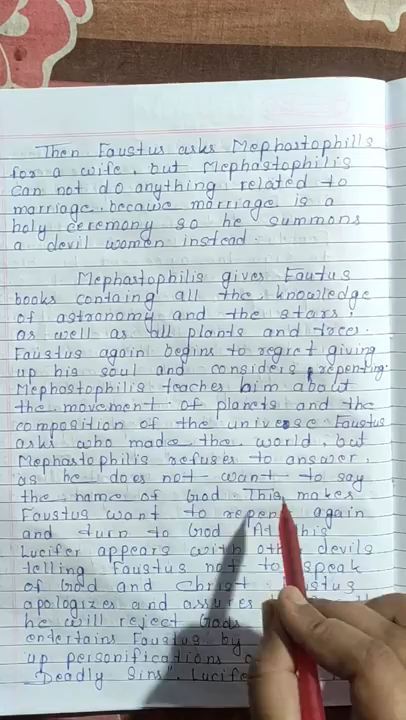 Then Faustus asks Mephastophills
for a wife, but Mephastophilis
can not do anything related to
marriage, because marriage is a
holy ceremony so he summons
a devil women instead.
Mephastophilis gives Fautus
books containg all the knowledge
of astronomy and the stars,
as well as all plants and trees.
Faustus again begins to regret giving
up his soul and considers repenting.
Mephastophilis teaches him about
the movement of planets and the
composition of the universe. Faustus
asks who made the world, but
Mephastophilis refuses to answer,
as he does not want to say
the name of God. This makes
Faustus want to repent again
and turn to God. At this
Lucifer appears with devils
telling Faustus not to speak
of God and Christ.
apologizes and assures
he will reject Gods
entertains Faustus by
up personifications
Deadly Sins".